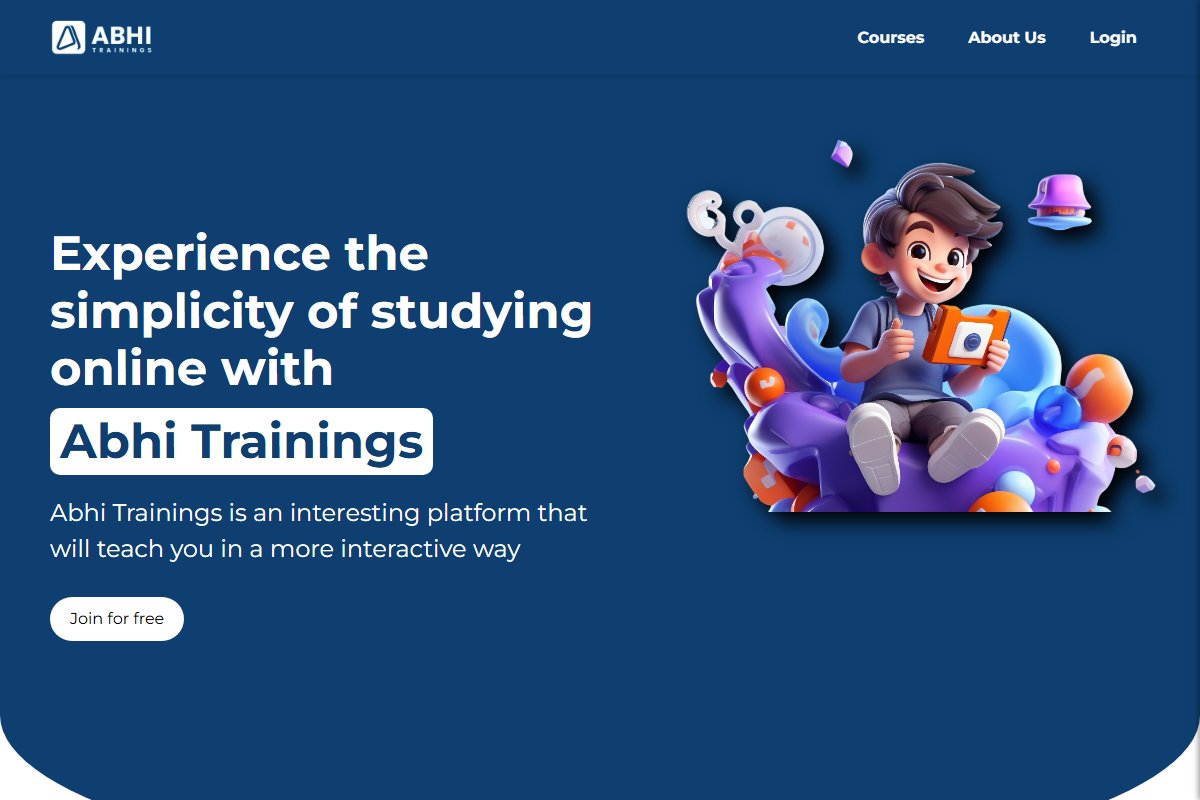 ABHI
TRAININGS
Courses
About Us
Login
Experience the
simplicity of studying
online with
Abhi Trainings
Abhi Trainings is an interesting platform that
will teach you in a more interactive way
Join for free